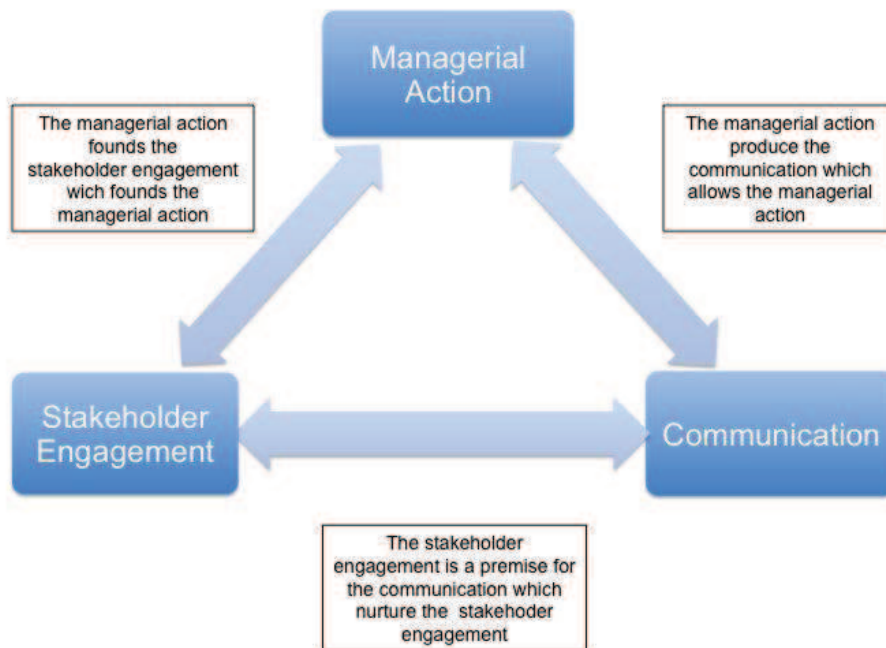 Managerial
Action
The managerial action
founds the
stakeholder engagement
wich founds the
managerial action
The managerial action
produce the
communication which
allows the managerial
action
Stakeholder
Engagement
Communication
The stakeholder
engagement is a premise for
the communication which
nurture the stakehoder
engagement